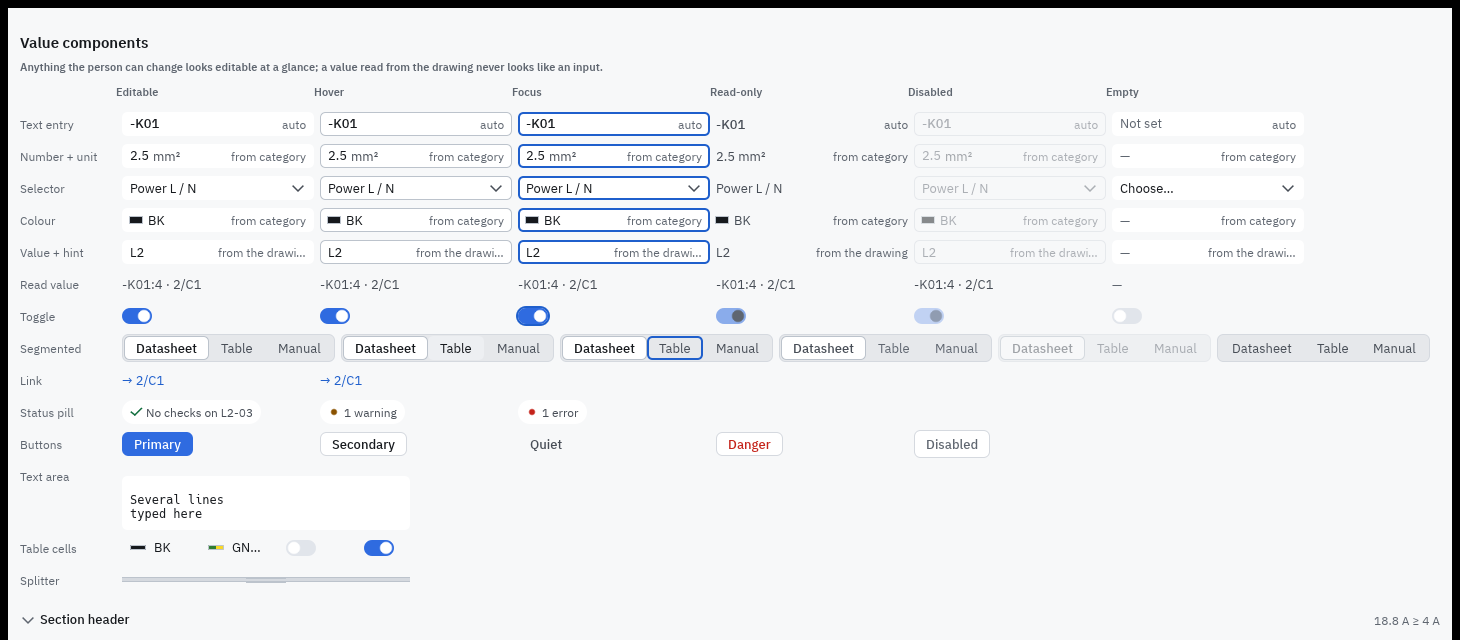 Value components
Anything the person can change looks editable at a glance; a value read from the drawing never looks like an input.
Editable Hover Focus Read-only Disabled Empty
Text entry -K01 auto -K01 auto -K01 auto -K01 auto -K01 auto Not set auto
Number + unit 2.5 mm² from category 2.5 mm² from category 2.5 mm² from category 2.5 mm² from category 2.5 mm² from category — from category
Selector Power L / N Power L / N Power L / N Power L / N Power L / N Choose...
Colour BK from category BK from category BK from category BK from category BK from category — from category
Value + hint L2 from the drawi... L2 from the drawi... L2 from the drawi... L2 from the drawing L2 from the drawi... — from the drawi...
Read value -K01:4 · 2/C1 -K01:4 · 2/C1 -K01:4 · 2/C1 -K01:4 · 2/C1 -K01:4 · 2/C1 —
Toggle
Segmented Datasheet Table Manual Datasheet Table Manual Datasheet Table Manual Datasheet Table Manual Datasheet Table Manual Datasheet Table Manual
Link → 2/C1 → 2/C1
Status pill No checks on L2-03 1 warning 1 error
Buttons Primary Secondary Quiet Danger Disabled
Text area
Several lines
typed here
Table cells BK GN...
Splitter
Section header 18.8 A ≥ 4 A